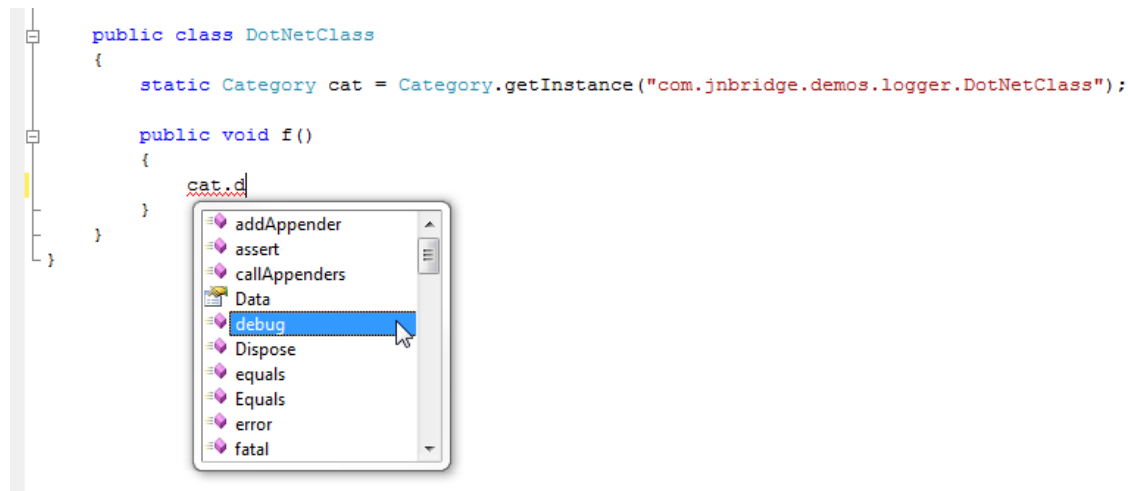 public class DotNetClass
{
static Category cat = Category.getInstance("com.jnbridge.demos.logger.DotNetClass");
public void f()
{
cat.d
}
}
}
addAppender
assert
callAppenders
Data
debug
Dispose
equals
Equals
error
fatal